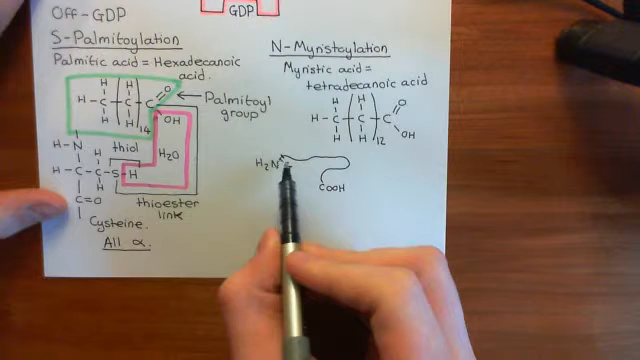 Off-GDP
GDP
S-Palmitoylation
Palmitic acid = Hexadecanoic
acid.
H H O
H-C-C-C
H H OH
14
Palmitoyl
group
H-N H thiol H₂O
H-C-C-S-H
H
C=O
thioester
link
Cysteine.
All α.
N-Myristoylation
Myristic acid =
tetradecanoic acid
H H O
H-C-C-C
H H OH
12
H₂N
COOH